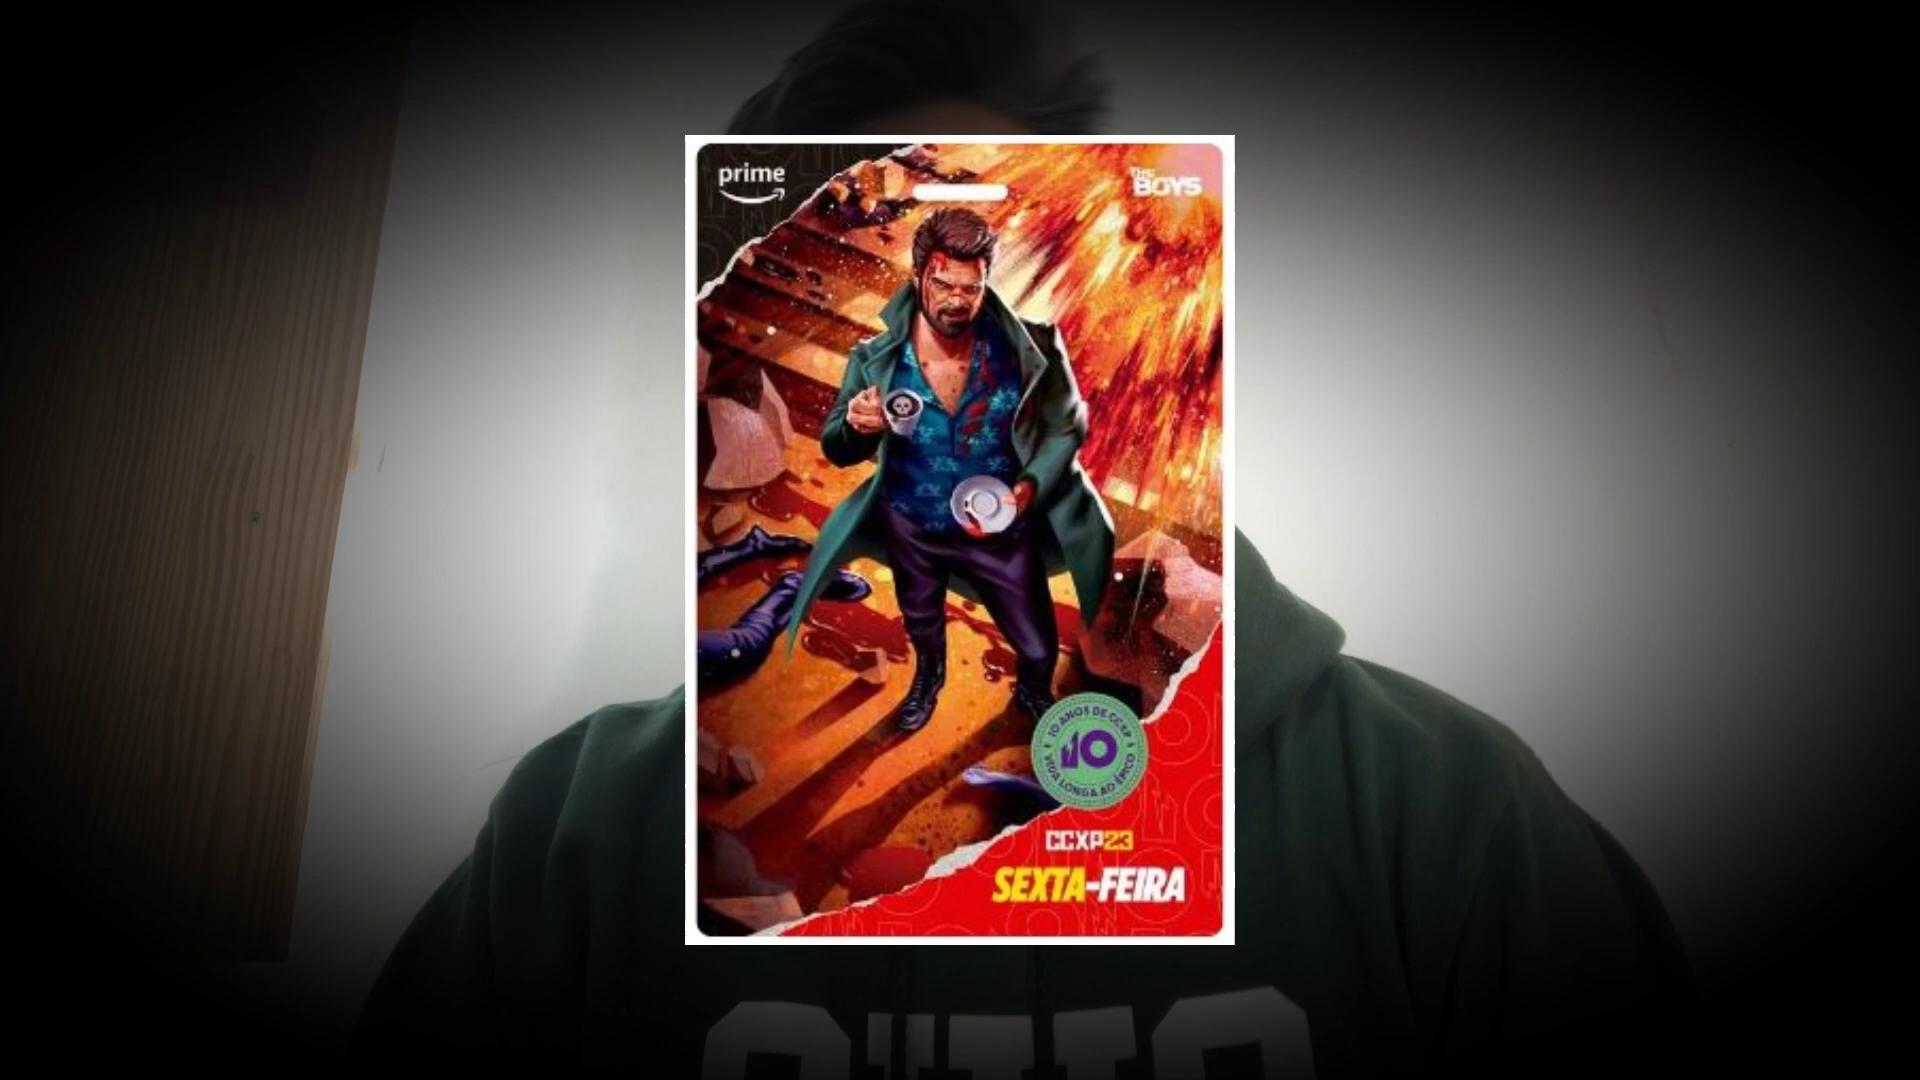 prime
THE
BOYS
10 ANOS DE CCXP
10
VIDA LONGA AO ÉPICO
CCXP23
SEXTA-FEIRA